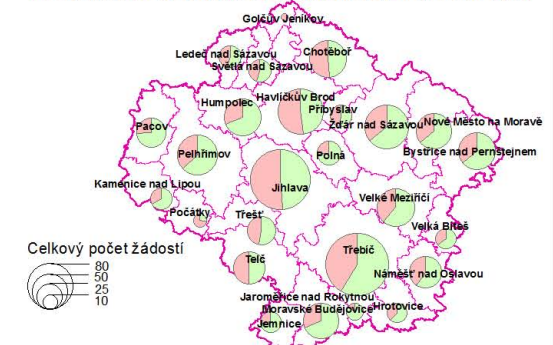 Golčův Jeníkov
Ledeč nad Sázavou
Chotěboř
Světlá nad Sázavou
Havlíčkův Brod
Humpolec
Přibyslav
Pacov
Žďár nad Sázavou
Nové Město na Moravě
Pelhřimov
Polná
Bystřice nad Pernštejnem
Kamenice nad Lipou
Jihlava
Velké Meziříčí
Počátky
Třešť
Velká Bíteš
Celkový počet žádostí
80
50
25
10
Telč
Třebíč
Náměšť nad Oslavou
Jaroměřice nad Rokytnou
Moravské Budějovice
Hrotovice
Jemnice